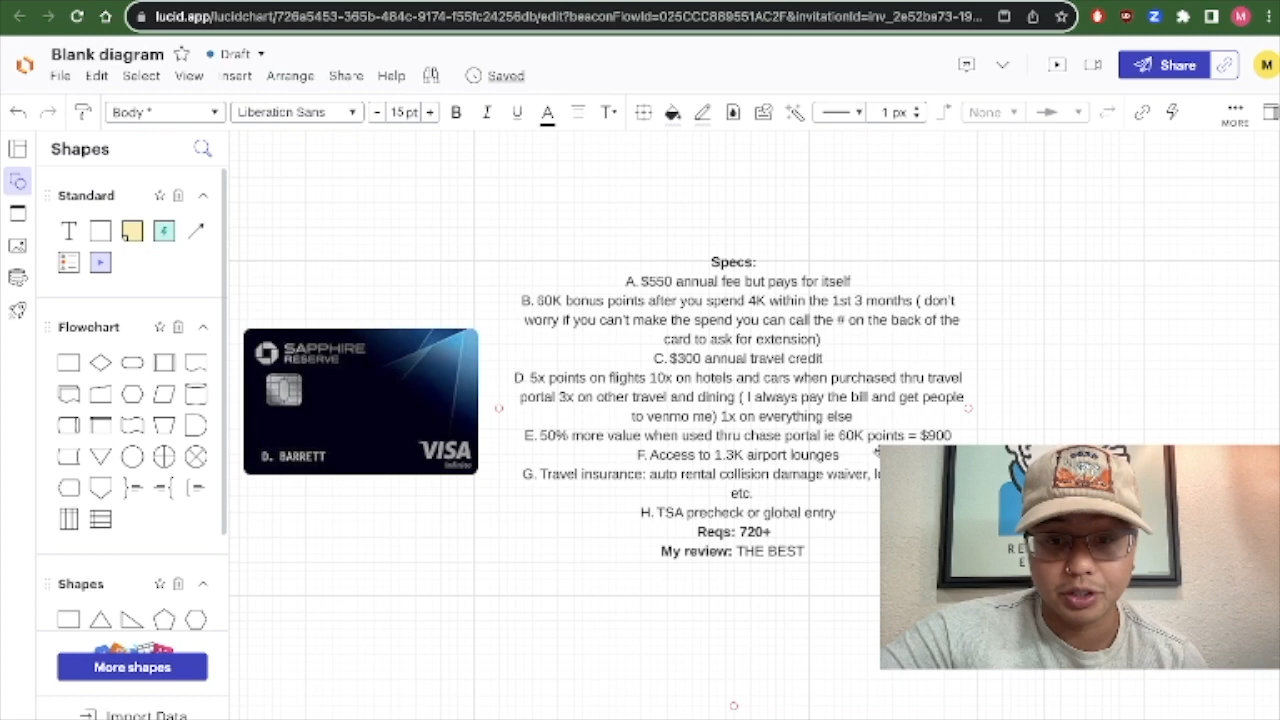 lucid.app/lucidchart/726a5453-365b-484c-9174-f55fc24256db/edit?beaconFlowId=025CCC889551AC2F&invitationId=inv_2e52ba73-19...
Blank diagram Draft
File Edit Select View Insert Arrange Share Help Saved
Share
M
M
Body * Liberation Sans - 15 pt + B I U A T 1 px None MORE
Shapes
Standard
T
Flowchart
Shapes
More shapes
Import Data
SAPPHIRE
RESERVE
D. BARRETT
VISA
Infinite
Specs:
A. $550 annual fee but pays for itself
B. 60K bonus points after you spend 4K within the 1st 3 months ( don't
worry if you can't make the spend you can call the # on the back of the
card to ask for extension)
C. $300 annual travel credit
D 5x points on flights 10x on hotels and cars when purchased thru travel
portal 3x on other travel and dining ( I always pay the bill and get people
to venmo me) 1x on everything else
E. 50% more value when used thru chase portal ie 60K points = $900
F. Access to 1.3K airport lounges
G. Travel insurance: auto rental collision damage waiver,
etc.
H. TSA precheck or global entry
Reqs: 720+
My review: THE BEST
RE
E